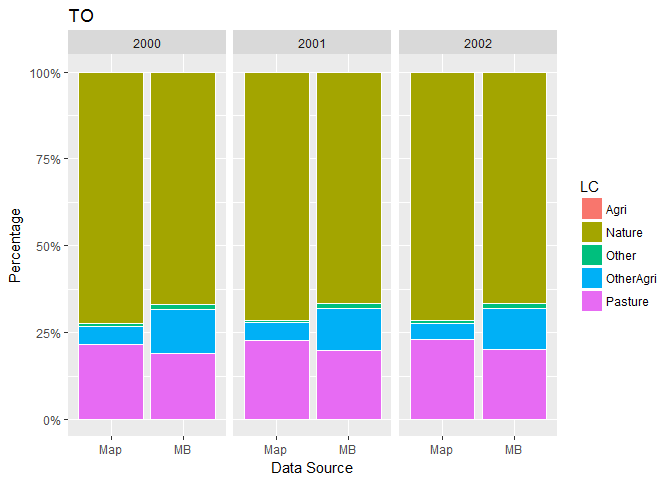 TO
2000 2001 2002
100%
75%
50%
25%
0%
Percentage
Map MB Map MB Map MB
Data Source
LC
Agri
Nature
Other
OtherAgri
Pasture